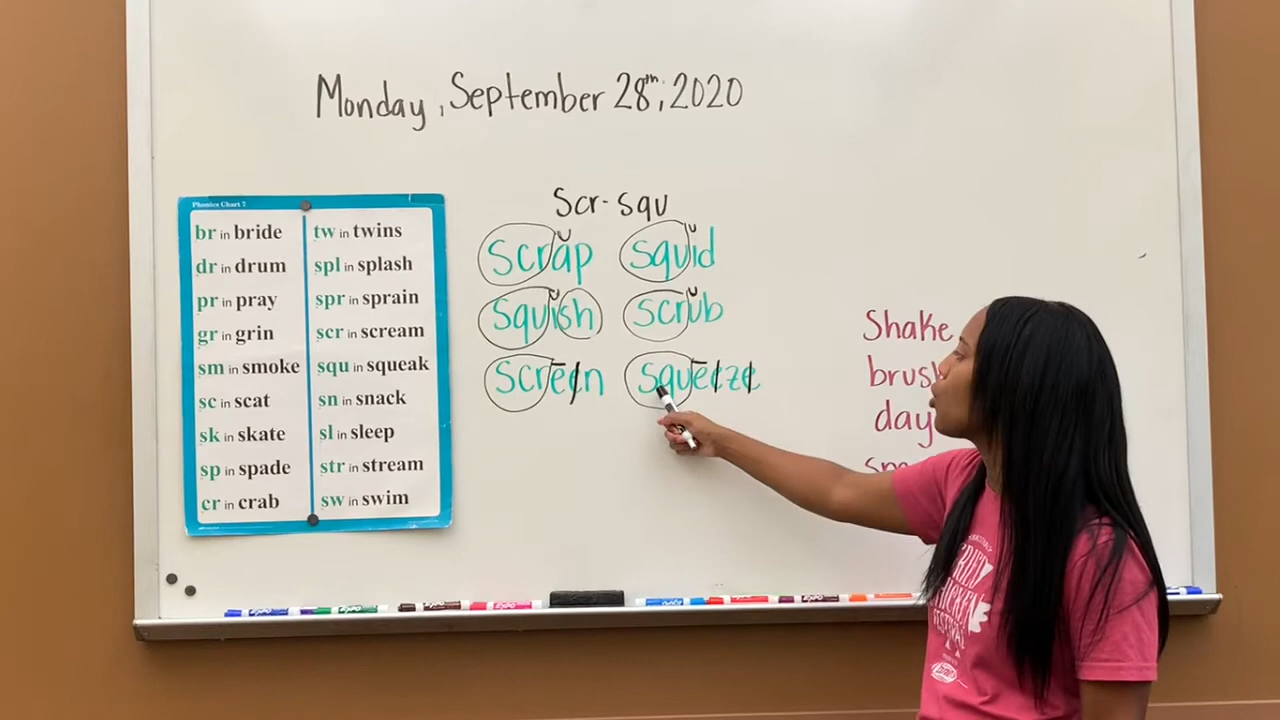 Monday, September 28th, 2020
Phonics Chart 7
br in bride
dr in drum
pr in pray
gr in grin
sm in smoke
sc in scat
sk in skate
sp in spade
cr in crab
tw in twins
spl in splash
spr in sprain
scr in scream
squ in squeak
sn in snack
sl in sleep
str in stream
sw in swim
Scr- squ
scrap squid
squish scrub
screen squeeze
Shake
brush
day
FESTIVAL